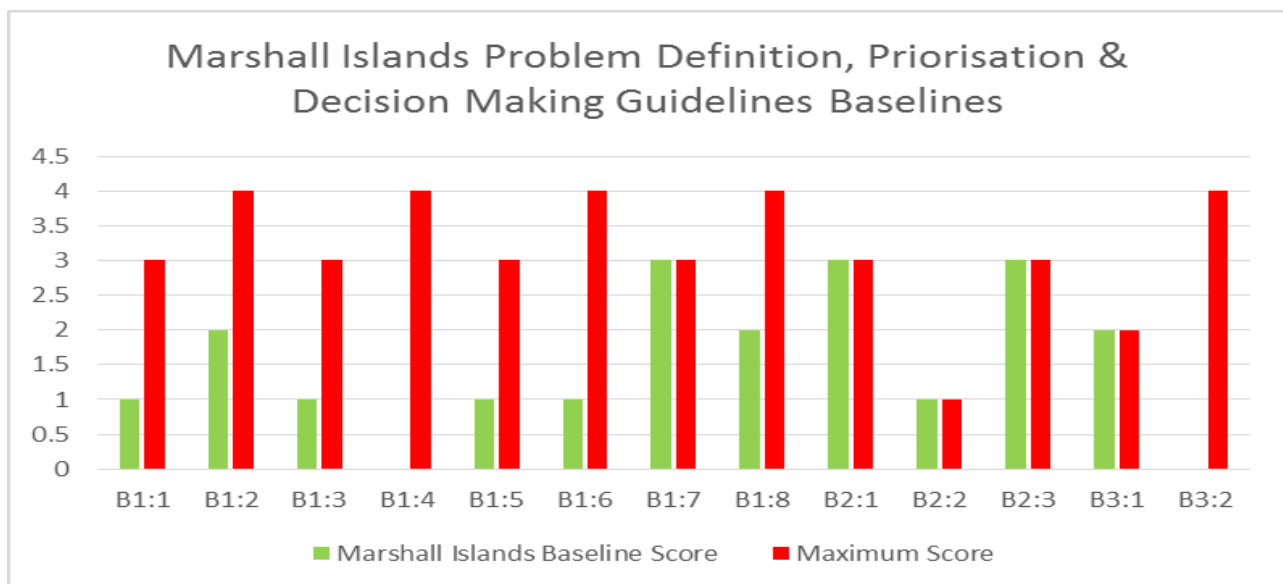 Marshall Islands Problem Definition, Priorisation &
Decision Making Guidelines Baselines
4.5
4
3.5
3
2.5
2
1.5
1
0.5
0
B1:1 B1:2 B1:3 B1:4 B1:5 B1:6 B1:7 B1:8 B2:1 B2:2 B2:3 B3:1 B3:2
Marshall Islands Baseline Score Maximum Score